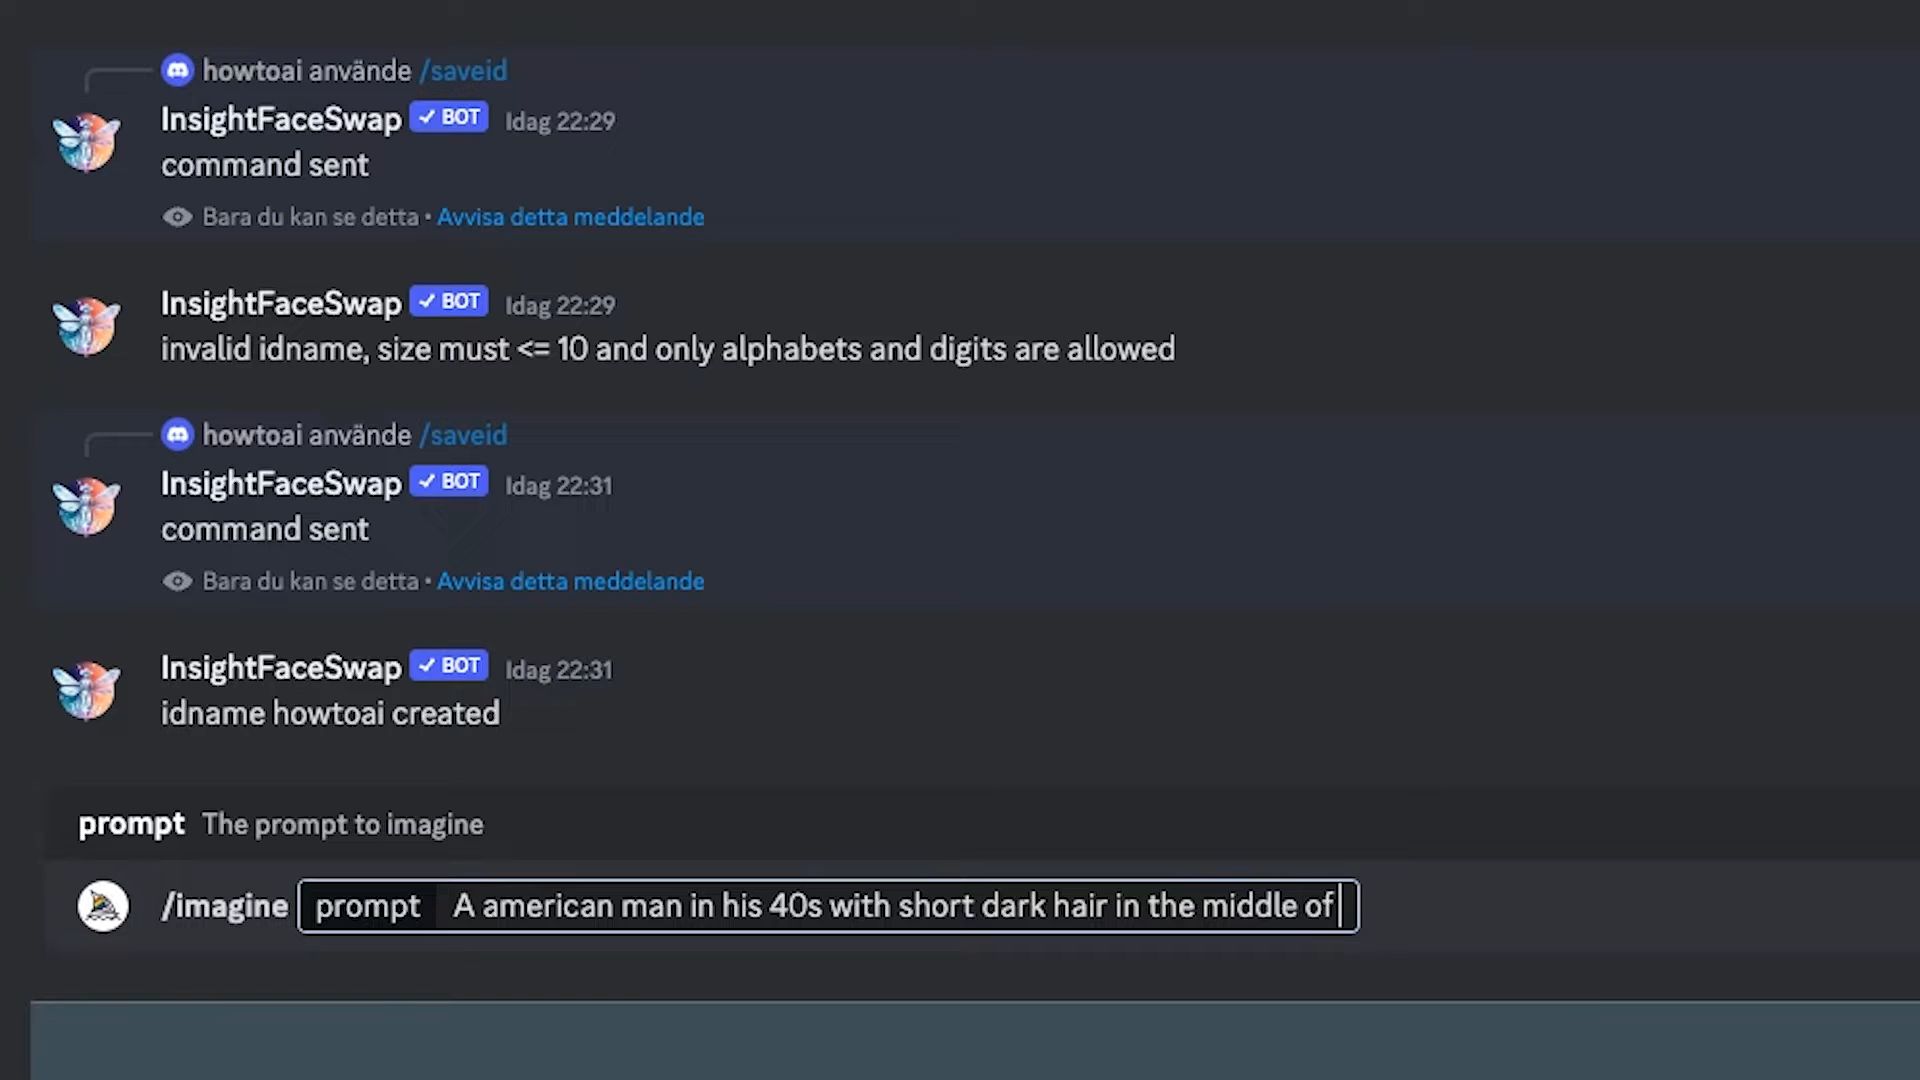 howtoai använde /saveid
InsightFaceSwap ✓ BOT Idag 22:29
command sent
Bara du kan se detta • Avvisa detta meddelande
InsightFaceSwap ✓ BOT Idag 22:29
invalid idname, size must <= 10 and only alphabets and digits are allowed
howtoai använde /saveid
InsightFaceSwap ✓ BOT Idag 22:31
command sent
Bara du kan se detta • Avvisa detta meddelande
InsightFaceSwap ✓ BOT Idag 22:31
idname howtoai created
prompt The prompt to imagine
/imagine prompt A american man in his 40s with short dark hair in the middle of